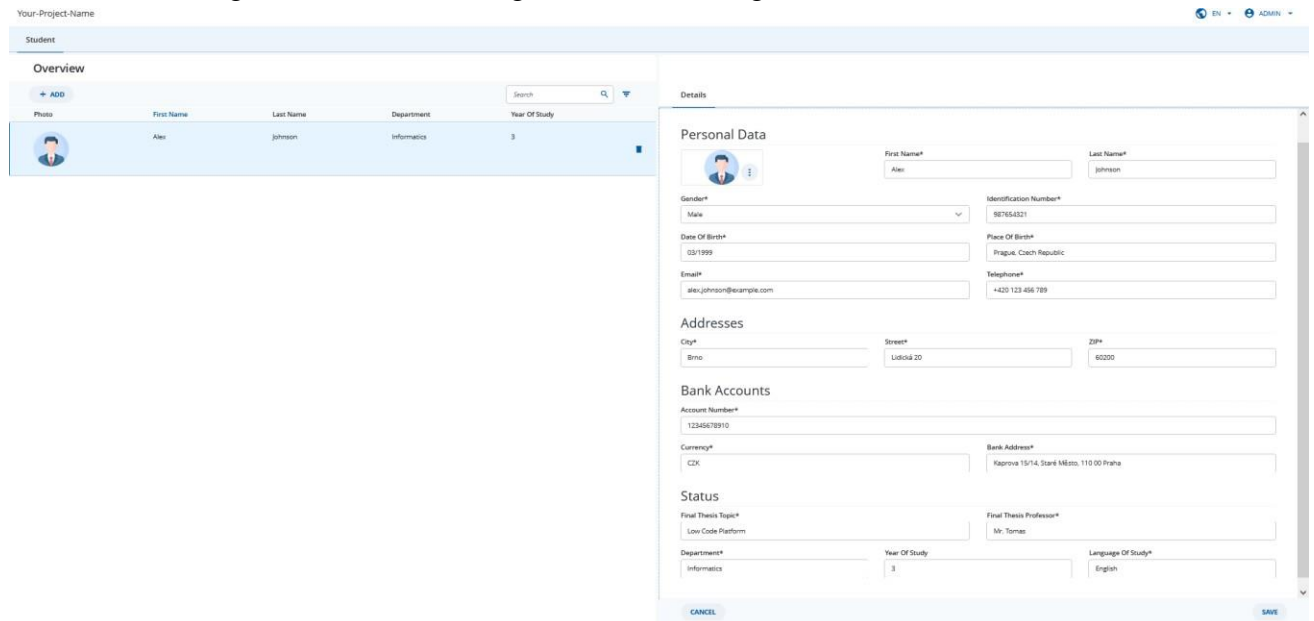 Your-Project-Name EN ADMIN
Student
Overview
+ ADD Search
Photo First Name Last Name Department Year Of Study
Alex Johnson Informatics 3
Details
Personal Data
First Name* Last Name*
Alex Johnson
Gender* Identification Number*
Male 987654321
Date Of Birth* Place Of Birth*
03/1999 Prague, Czech Republic
Email* Telephone*
alex.johnson@example.com +420 123 456 789
Addresses
City* Street* ZIP*
Brno Lidická 20 60200
Bank Accounts
Account Number*
12345678910
Currency* Bank Address*
CZK Kaprova 15/14, Staré Město, 110 00 Praha
Status
Final Thesis Topic* Final Thesis Professor*
Low Code Platform Mr. Tomas
Department* Year Of Study Language Of Study*
Informatics 3 English
CANCEL SAVE